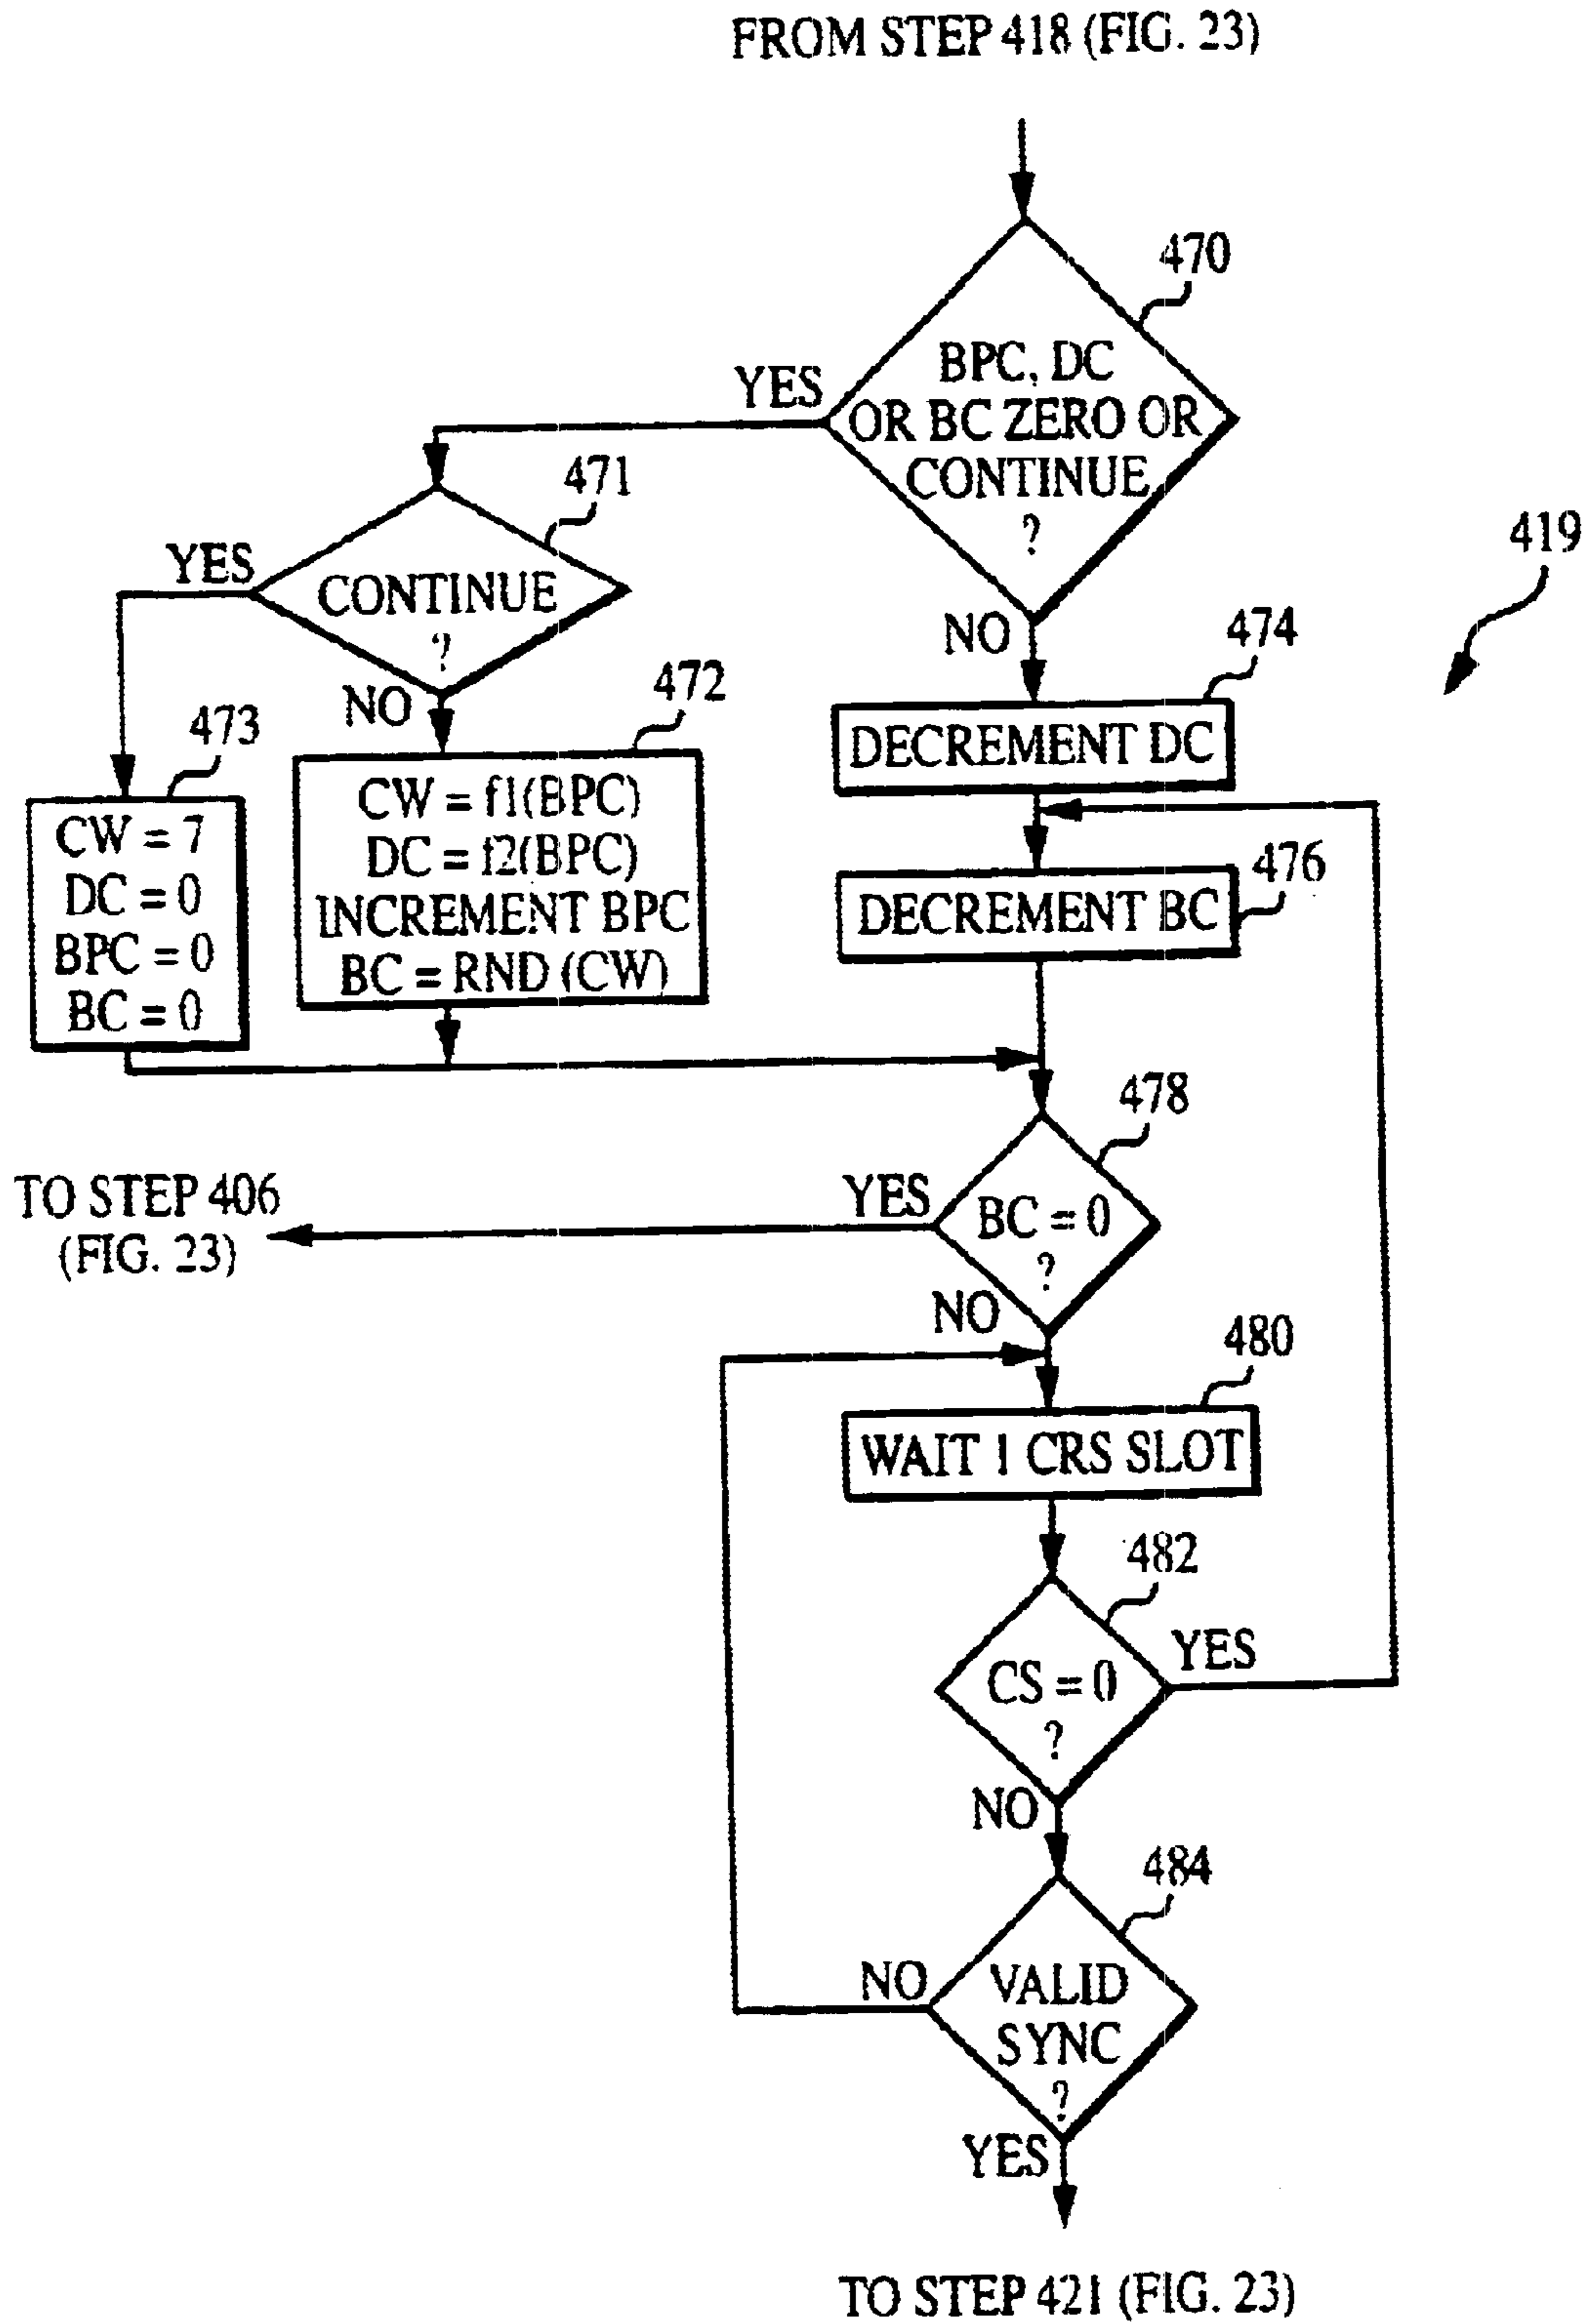 FROM STEP 418 (FIG. 23)
470
BPC, DC
OR BC ZERO OR
CONTINUE
?
YES
NO
471
CONTINUE
?
YES
NO
419
474
DECREMENT DC
473
CW = 7
DC = 0
BPC = 0
BC = 0
472
CW = f1(BPC)
DC = f2(BPC)
INCREMENT BPC
BC = RND (CW)
476
DECREMENT BC
478
BC = 0
?
YES
TO STEP 406
(FIG. 23)
NO
480
WAIT 1 CRS SLOT
482
CS = 0
?
YES
NO
484
VALID
SYNC
?
NO
YES
TO STEP 421 (FIG. 23)